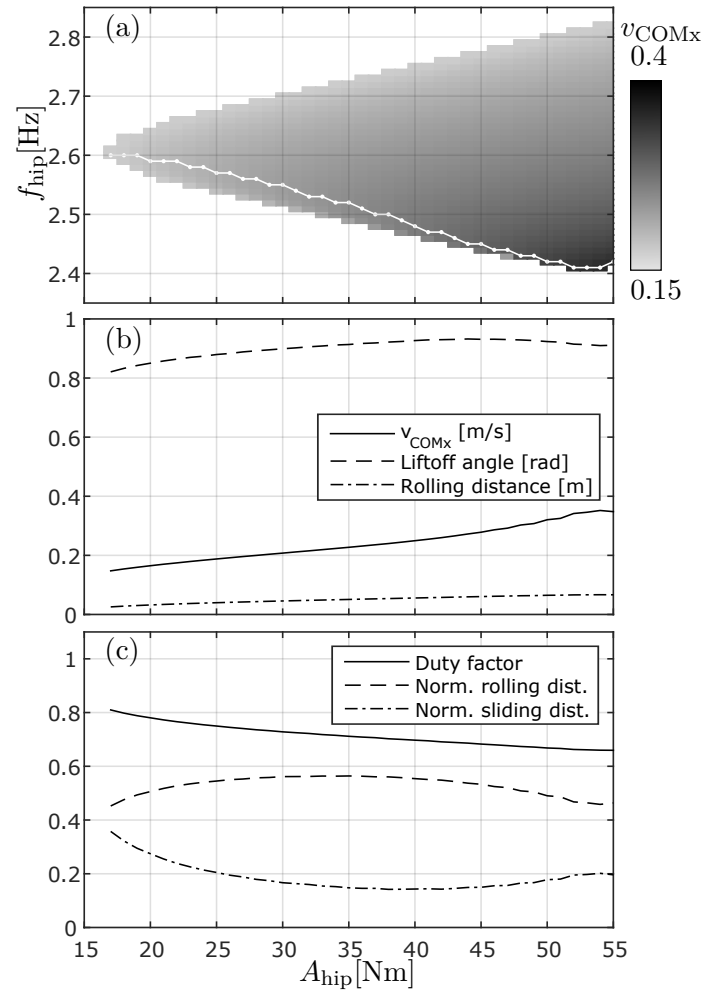 (a)
v_COMx
0.4
0.15
f_hip[Hz]
2.8
2.7
2.6
2.5
2.4
(b)
1
0.8
0.6
0.4
0.2
0
v_COMx [m/s]
Liftoff angle [rad]
Rolling distance [m]
(c)
1
0.8
0.6
0.4
0.2
0
Duty factor
Norm. rolling dist.
Norm. sliding dist.
15 20 25 30 35 40 45 50 55
A_hip[Nm]